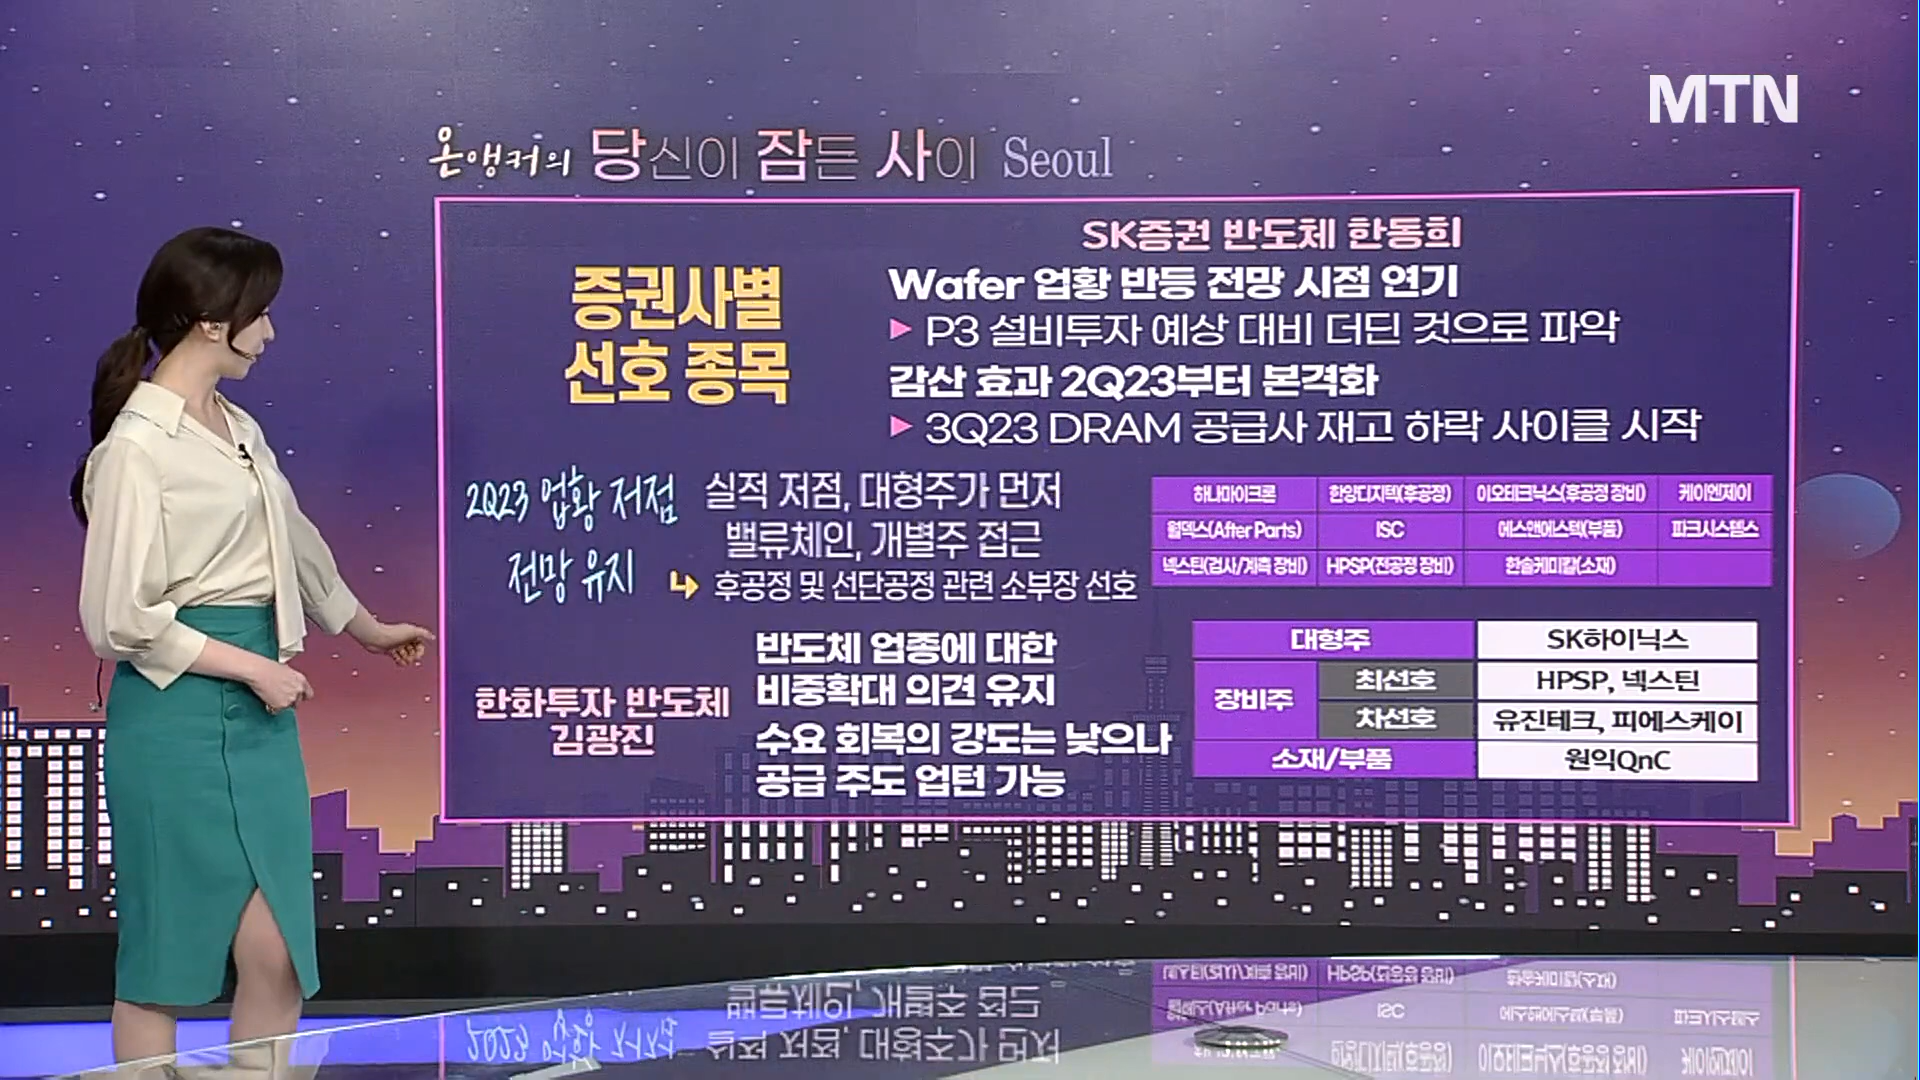 MTN
온앵커의 당신이 잠든 사이 Seoul
증권사별
선호 종목
SK증권 반도체 한동희
Wafer 업황 반등 전망 시점 연기
▶ P3 설비투자 예상 대비 더딘 것으로 파악
감산 효과 2Q23부터 본격화
▶ 3Q23 DRAM 공급사 재고 하락 사이클 시작
2Q23 업황 저점
전망 유지
실적 저점, 대형주가 먼저
밸류체인, 개별주 접근
↳ 후공정 및 선단공정 관련 소부장 선호
하나마이크론 한양디지텍(후공정) 이오테크닉스(후공정 장비) 케이엔제이
월덱스(After Parts) ISC 에스앤에스텍(부품) 파크시스템스
넥스틴(검사/계측 장비) HPSP(전공정 장비) 한솔케미칼(소재)
한화투자 반도체
김광진
반도체 업종에 대한
비중확대 의견 유지
수요 회복의 강도는 낮으나
공급 주도 업턴 가능
대형주 SK하이닉스
장비주 최선호 HPSP, 넥스틴
차선호 유진테크, 피에스케이
소재/부품 원익QnC